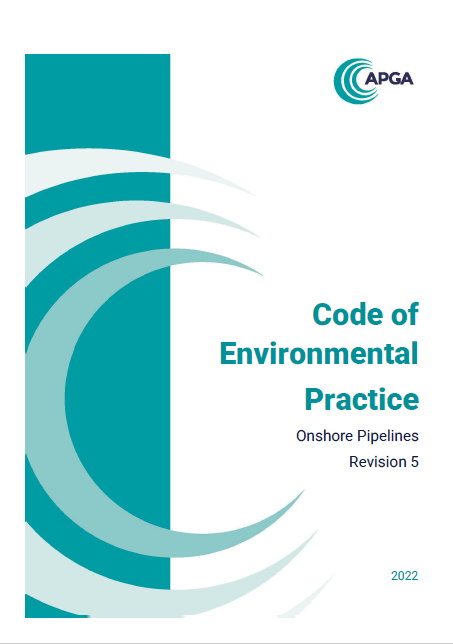 APGA
Code of
Environmental
Practice
Onshore Pipelines
Revision 5
2022